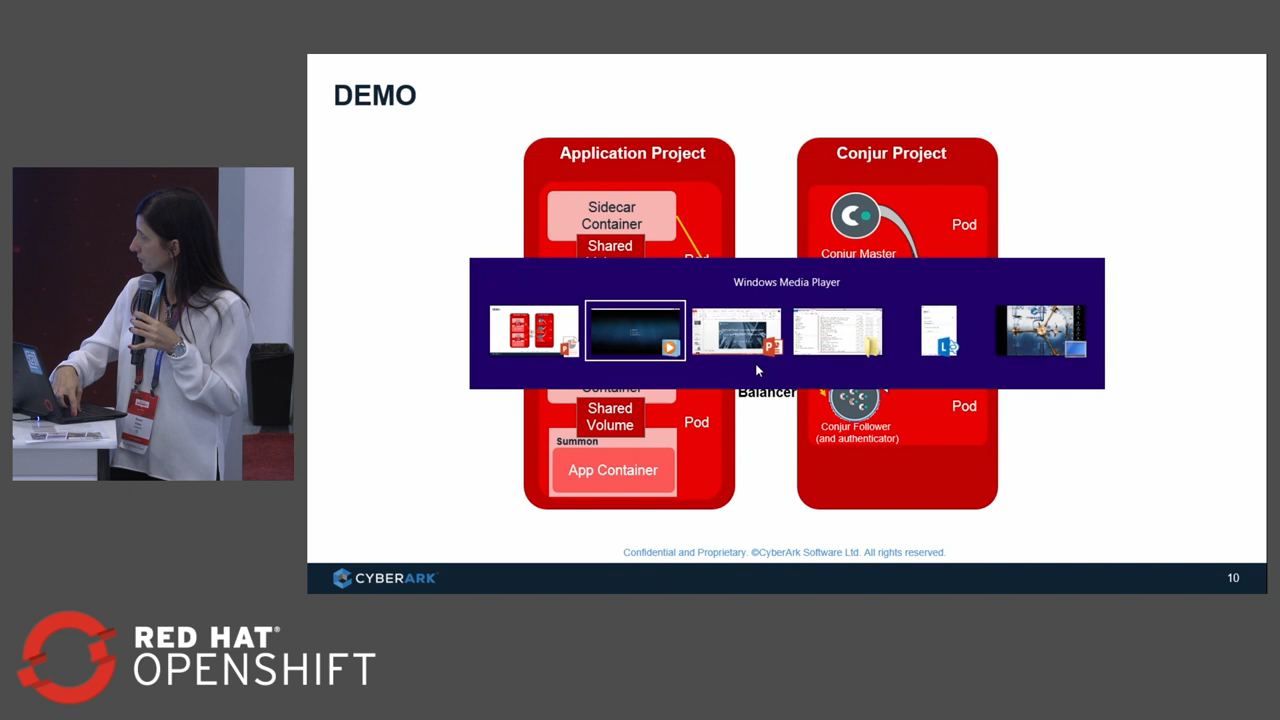 DEMO
Application Project
Sidecar
Container
Shared
Pod
Conjur Project
Pod
Conjur Master
Windows Media Player
Container
Shared
Volume
Pod
Summon
App Container
Balancer
Pod
Conjur Follower
(and authenticator)
Confidential and Proprietary. ©CyberArk Software Ltd. All rights reserved.
CYBERARK
10
RED HAT®
OPENSHIFT